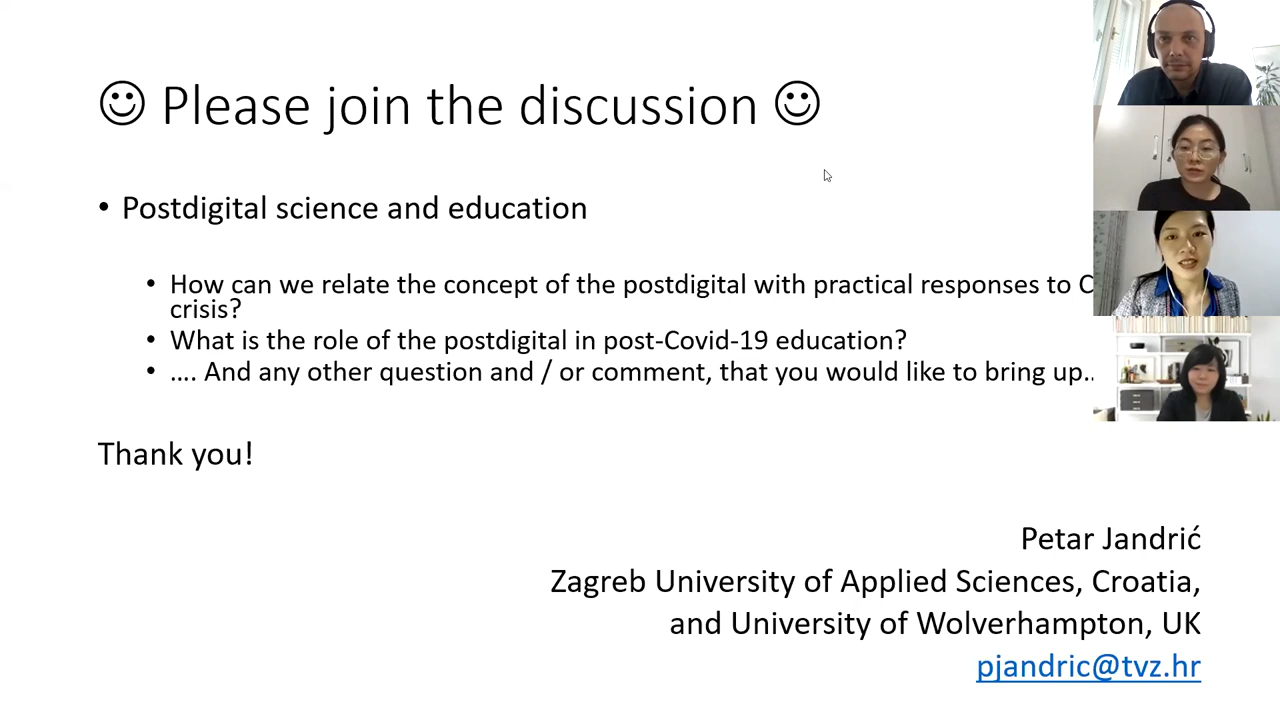 ☺ Please join the discussion ☺
• Postdigital science and education
• How can we relate the concept of the postdigital with practical responses to
crisis?
• What is the role of the postdigital in post-Covid-19 education?
• .... And any other question and / or comment, that you would like to bring up..
Thank you!
Petar Jandrić
Zagreb University of Applied Sciences, Croatia,
and University of Wolverhampton, UK
pjandric@tvz.hr